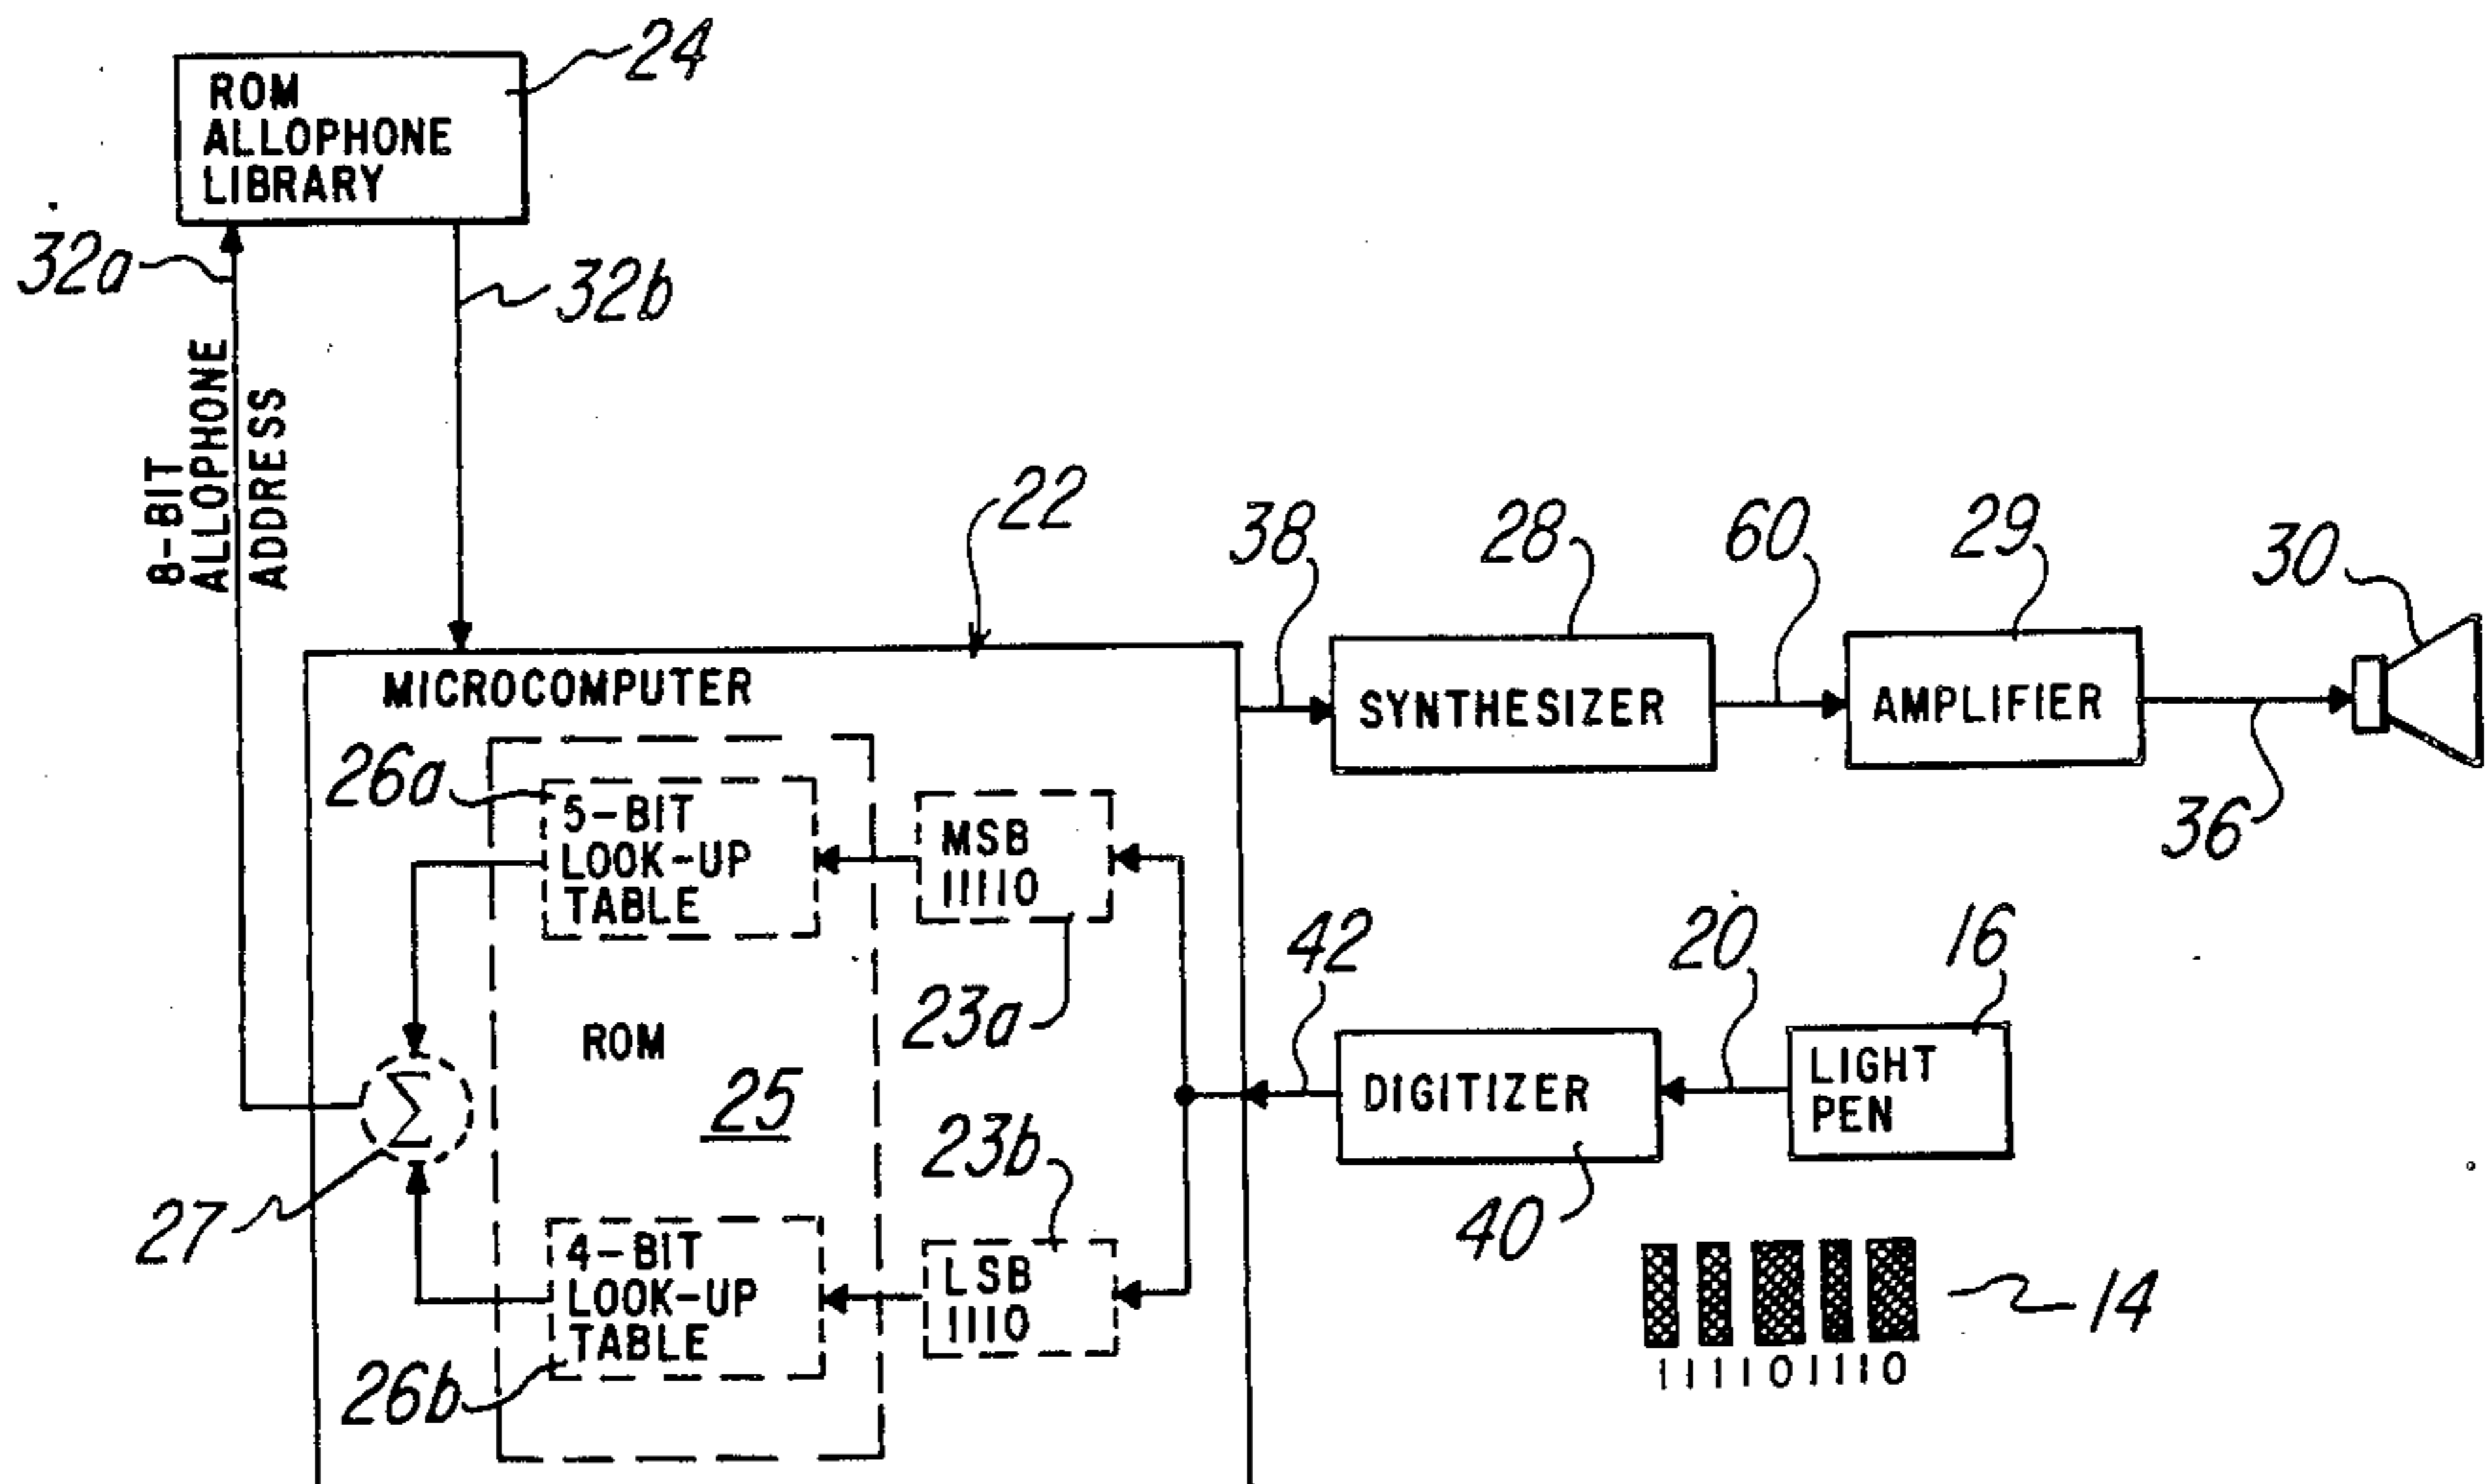 24
ROM
ALLOPHONE
LIBRARY
32a
32b
8-BIT
ALLOPHONE
ADDRESS
22
38
28
60
29
30
MICROCOMPUTER
SYNTHESIZER
AMPLIFIER
36
26a
5-BIT
LOOK-UP
TABLE
MSB
11110
23a
42
20
16
ROM
25
DIGITIZER
LIGHT
PEN
Σ
27
23b
40
4-BIT
LOOK-UP
TABLE
LSB
1110
26b
14
111101110